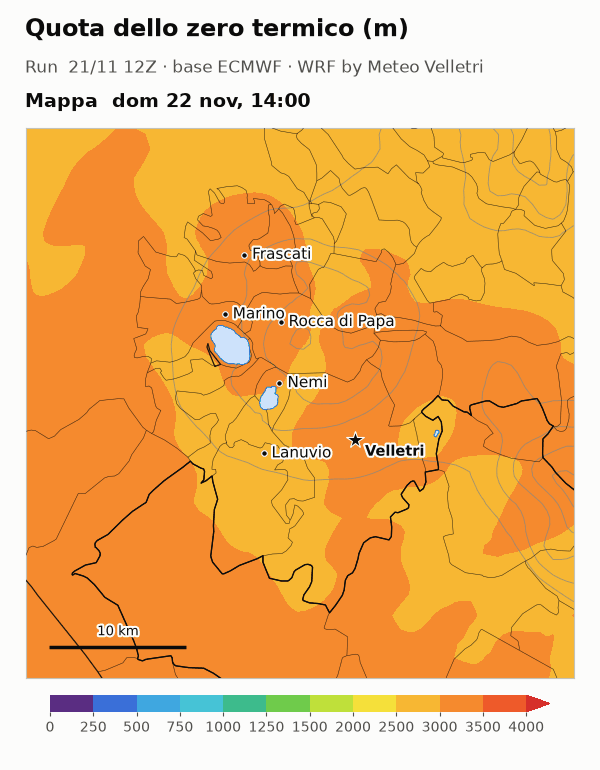 Quota dello zero termico (m)
Run 21/11 12Z · base ECMWF · WRF by Meteo Velletri
Mappa dom 22 nov, 14:00
Frascati
Marino
Rocca di Papa
Nemi
Velletri
Lanuvio
10 km
0 250 500 750 1000 1250 1500 2000 2500 3000 3500 4000